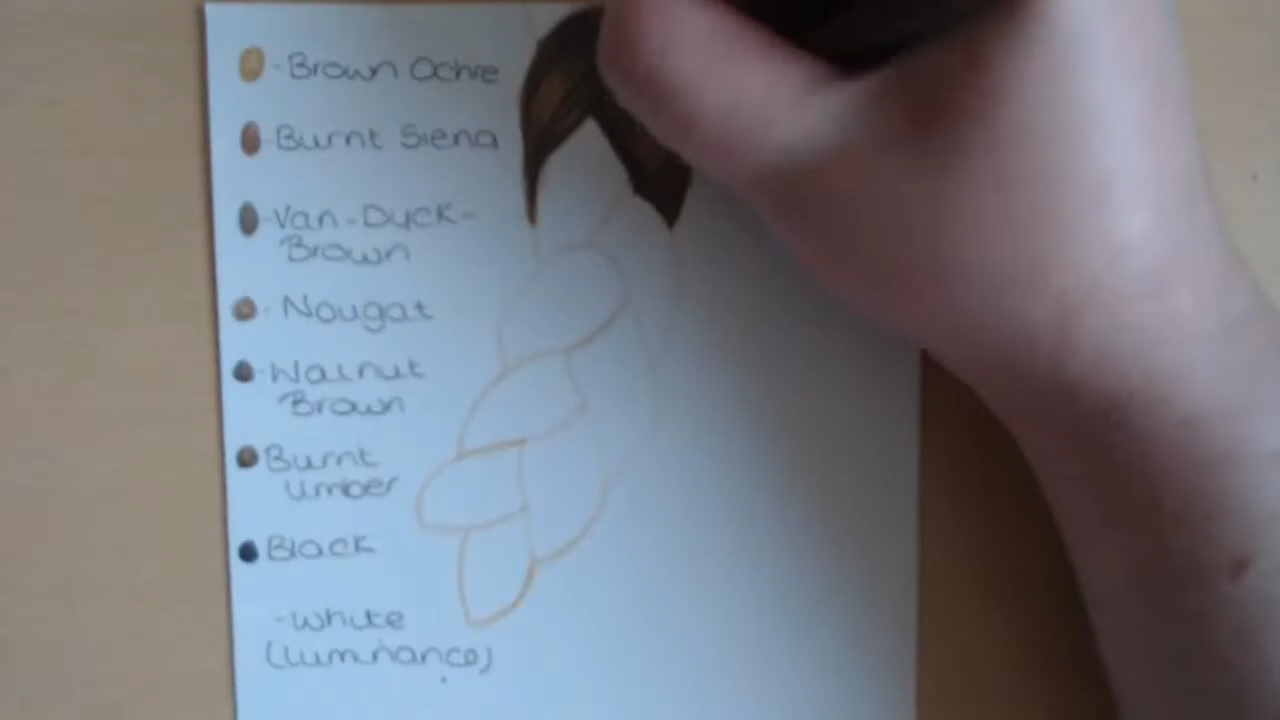 -Brown Ochre
Burnt Siena
-Van-Dyck-
Brown
- Nougat
-Walnut
Brown
Burnt
Umber
Black
-White
(Luminance)